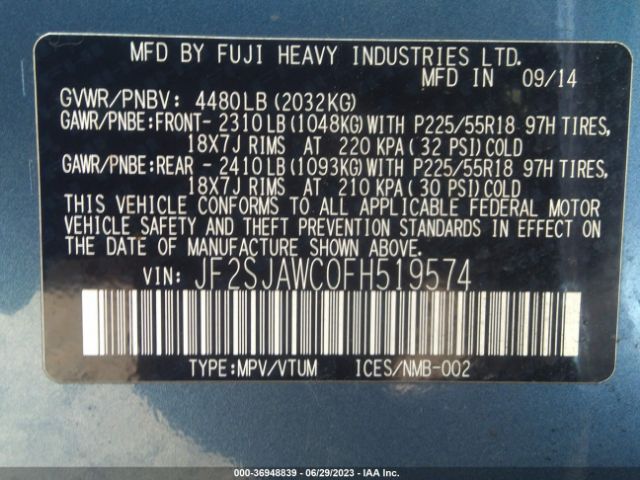 MFD BY FUJI HEAVY INDUSTRIES LTD.
MFD IN 09/14
GVWR/PNBV: 4480LB(2032KG)
GAWR/PNBE:FRONT-2310LB(1048KG)WITH P225/55R18 97H TIRES,
18X7J RIMS AT 220 KPA(32 PSI)COLD
GAWR/PNBE:REAR -2410LB(1093KG)WITH P225/55R18 97H TIRES,
18X7J RIMS AT 210 KPA(30 PSI)COLD
THIS VEHICLE CONFORMS TO ALL APPLICABLE FEDERAL MOTOR
VEHICLE SAFETY AND THEFT PREVENTION STANDARDS IN EFFECT ON
THE DATE OF MANUFACTURE SHOWN ABOVE.
VIN: JF2SJAWC0FH519574
TYPE:MPV/VTUM ICES/NMB-002
000-36948839 - 06/29/2023 - IAA Inc.